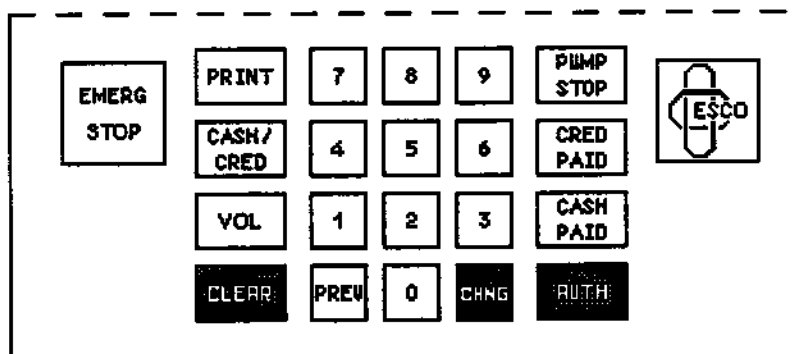 PRINT 7 8 9 PUMP STOP
EMERG STOP
ESCO
CASH/ CRED 4 5 6 CRED PAID
VOL 1 2 3 CASH PAID
CLEAR PREV 0 CHNG AUTH